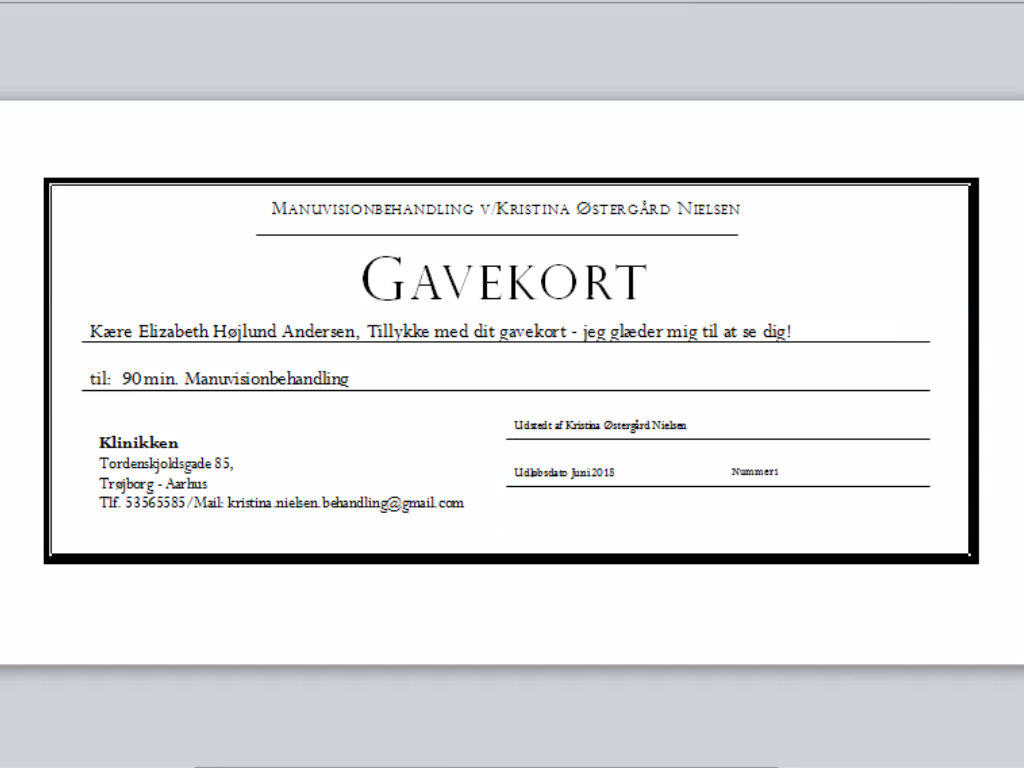 Manuvisionbehandling v/Kristina Østergård Nielsen
Gavekort
Kære Elizabeth Højlund Andersen, Tillykke med dit gavekort - jeg glæder mig til at se dig!
til: 90 min. Manuvisionbehandling
Udstedt af Kristina Østergård Nielsen
Klinikken
Tordenskjoldsgade 85,
Udløbsdato Juni 2018 Nummer 1
Trøjborg - Aarhus
Tlf. 53565585/Mail: kristina.nielsen.behandling@gmail.com